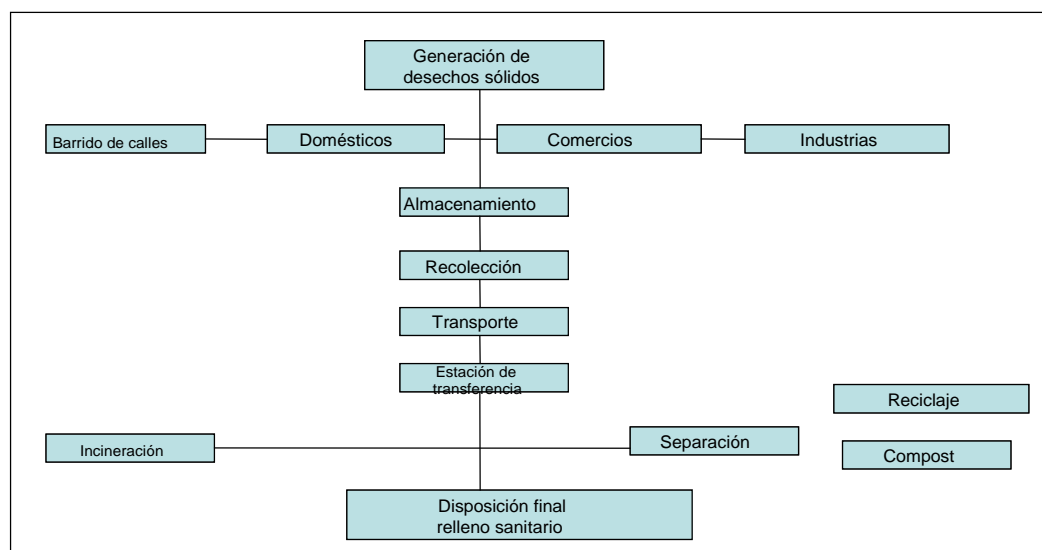 Generación de
desechos sólidos
Barrido de calles
Domésticos
Comercios
Industrias
Almacenamiento
Recolección
Transporte
Estación de
transferencia
Reciclaje
Incineración
Separación
Compost
Disposición final
relleno sanitario